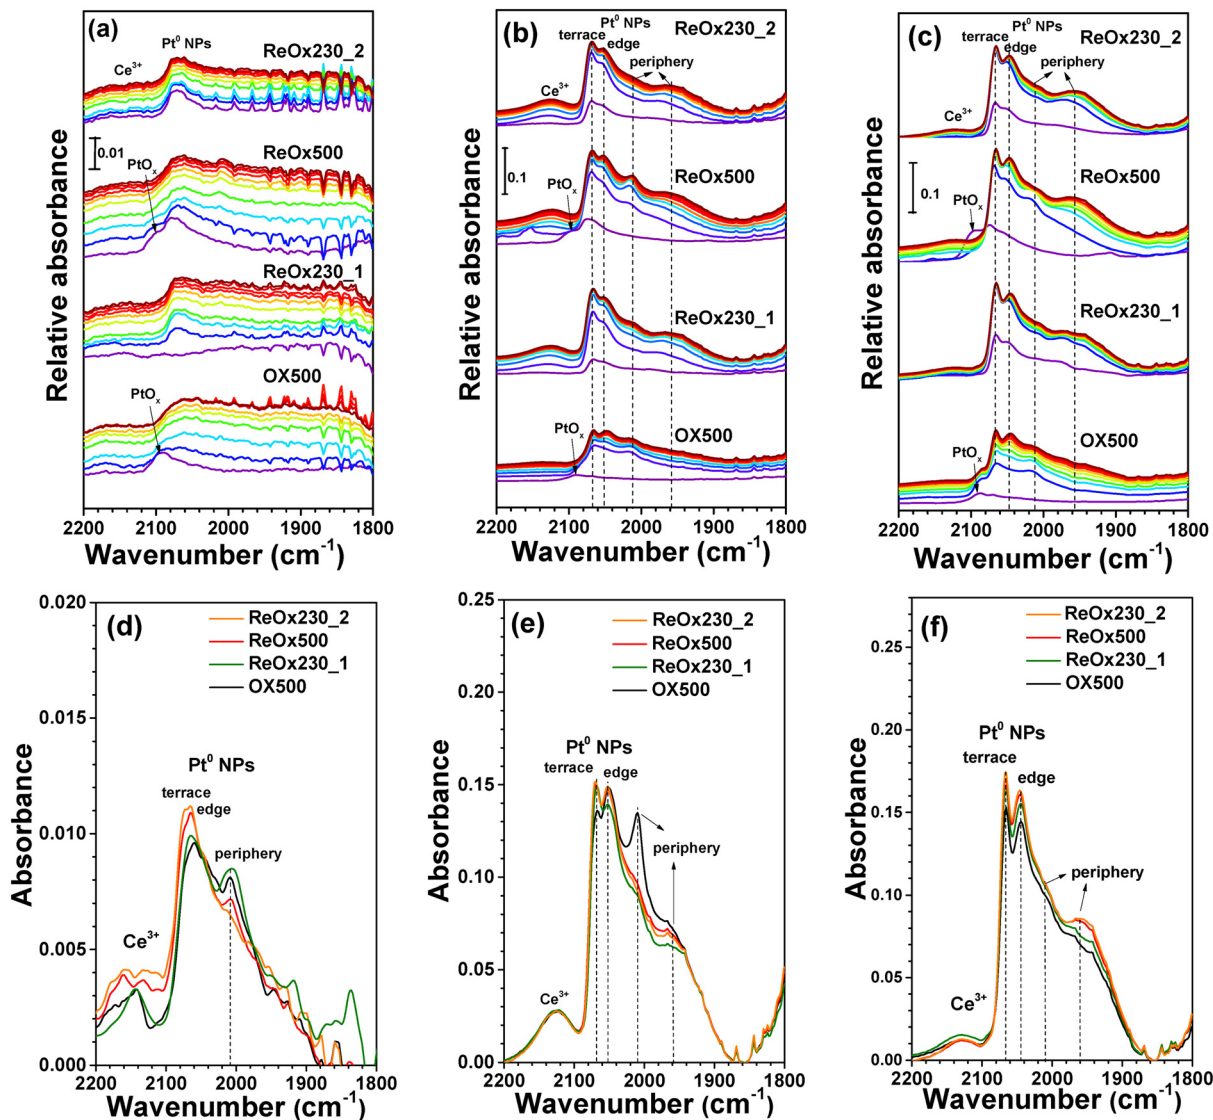 (a)
Pt⁰ NPs
ReOx230_2
Ce³⁺
0.01
ReOx500
PtOₓ
ReOx230_1
OX500
PtOₓ
Relative absorbance
2200 2100 2000 1900 1800
Wavenumber (cm⁻¹)
(b)
Pt⁰ NPs
ReOx230_2
terrace
edge
periphery
Ce³⁺
0.1
ReOx500
PtOₓ
ReOx230_1
OX500
PtOₓ
Relative absorbance
2200 2100 2000 1900 1800
Wavenumber (cm⁻¹)
(c)
Pt⁰ NPs
ReOx230_2
terrace
edge
periphery
Ce³⁺
0.1
ReOx500
PtOₓ
ReOx230_1
OX500
PtOₓ
Relative absorbance
2200 2100 2000 1900 1800
Wavenumber (cm⁻¹)
(d)
ReOx230_2
ReOx500
ReOx230_1
OX500
Pt⁰ NPs
terrace
edge
periphery
Ce³⁺
0.020
0.015
0.010
0.005
0.000
Absorbance
2200 2100 2000 1900 1800
Wavenumber (cm⁻¹)
(e)
ReOx230_2
ReOx500
ReOx230_1
OX500
Pt⁰ NPs
terrace
edge
periphery
Ce³⁺
0.25
0.20
0.15
0.10
0.05
0.00
Absorbance
2200 2100 2000 1900 1800
Wavenumber (cm⁻¹)
(f)
ReOx230_2
ReOx500
ReOx230_1
OX500
Pt⁰ NPs
terrace
edge
periphery
Ce³⁺
0.25
0.20
0.15
0.10
0.05
0.00
Absorbance
2200 2100 2000 1900 1800
Wavenumber (cm⁻¹)